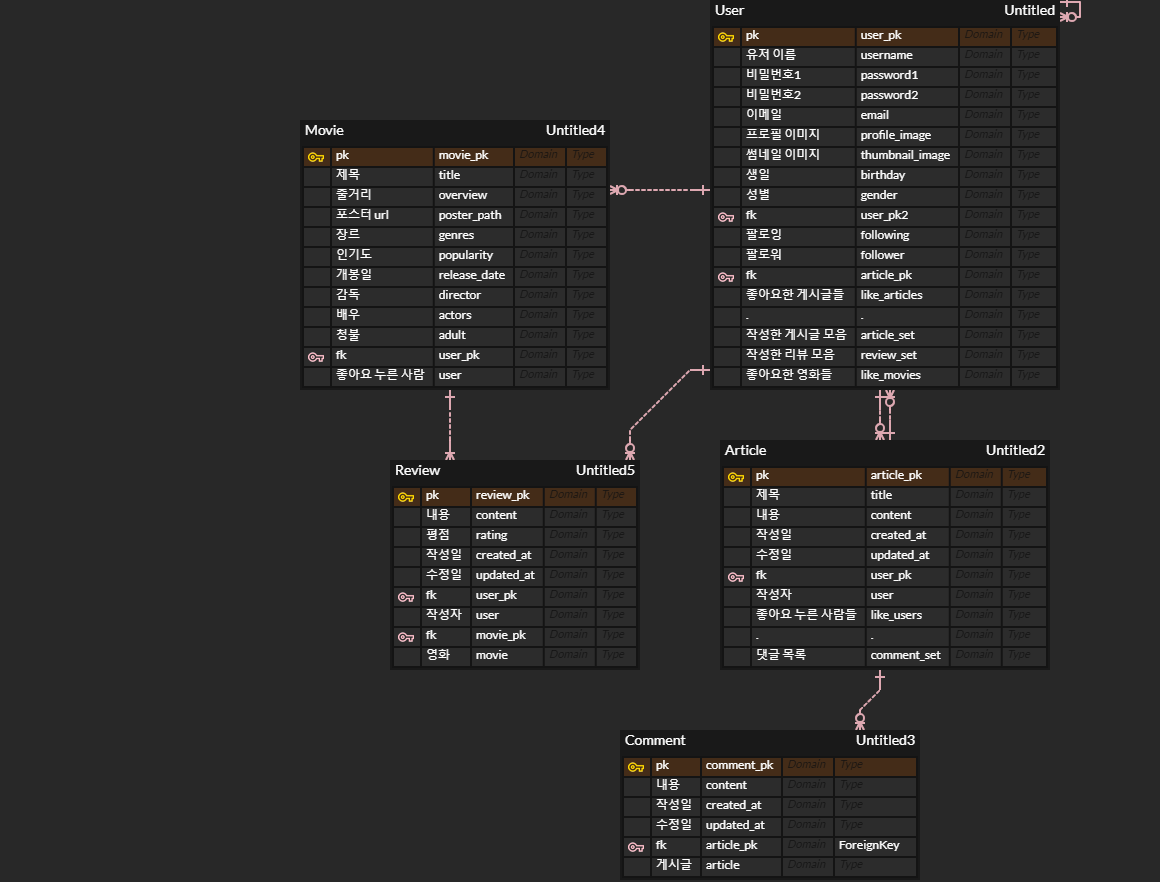 User Untitled
pk user_pk Domain Type
유저 이름 username Domain Type
비밀번호1 password1 Domain Type
비밀번호2 password2 Domain Type
이메일 email Domain Type
프로필 이미지 profile_image Domain Type
썸네일 이미지 thumbnail_image Domain Type
생일 birthday Domain Type
성별 gender Domain Type
fk user_pk2 Domain Type
팔로잉 following Domain Type
팔로워 follower Domain Type
fk article_pk Domain Type
좋아요한 게시글들 like_articles Domain Type
. . Domain Type
작성한 게시글 모음 article_set Domain Type
작성한 리뷰 모음 review_set Domain Type
좋아요한 영화들 like_movies Domain Type
Movie Untitled4
pk movie_pk Domain Type
제목 title Domain Type
줄거리 overview Domain Type
포스터 url poster_path Domain Type
장르 genres Domain Type
인기도 popularity Domain Type
개봉일 release_date Domain Type
감독 director Domain Type
배우 actors Domain Type
청불 adult Domain Type
fk user_pk Domain Type
좋아요 누른 사람 user Domain Type
Review Untitled5
pk review_pk Domain Type
내용 content Domain Type
평점 rating Domain Type
작성일 created_at Domain Type
수정일 updated_at Domain Type
fk user_pk Domain Type
작성자 user Domain Type
fk movie_pk Domain Type
영화 movie Domain Type
Article Untitled2
pk article_pk Domain Type
제목 title Domain Type
내용 content Domain Type
작성일 created_at Domain Type
수정일 updated_at Domain Type
fk user_pk Domain Type
작성자 user Domain Type
좋아요 누른 사람들 like_users Domain Type
. . Domain Type
댓글 목록 comment_set Domain Type
Comment Untitled3
pk comment_pk Domain Type
내용 content Domain Type
작성일 created_at Domain Type
수정일 updated_at Domain Type
fk article_pk Domain ForeignKey
게시글 article Domain Type